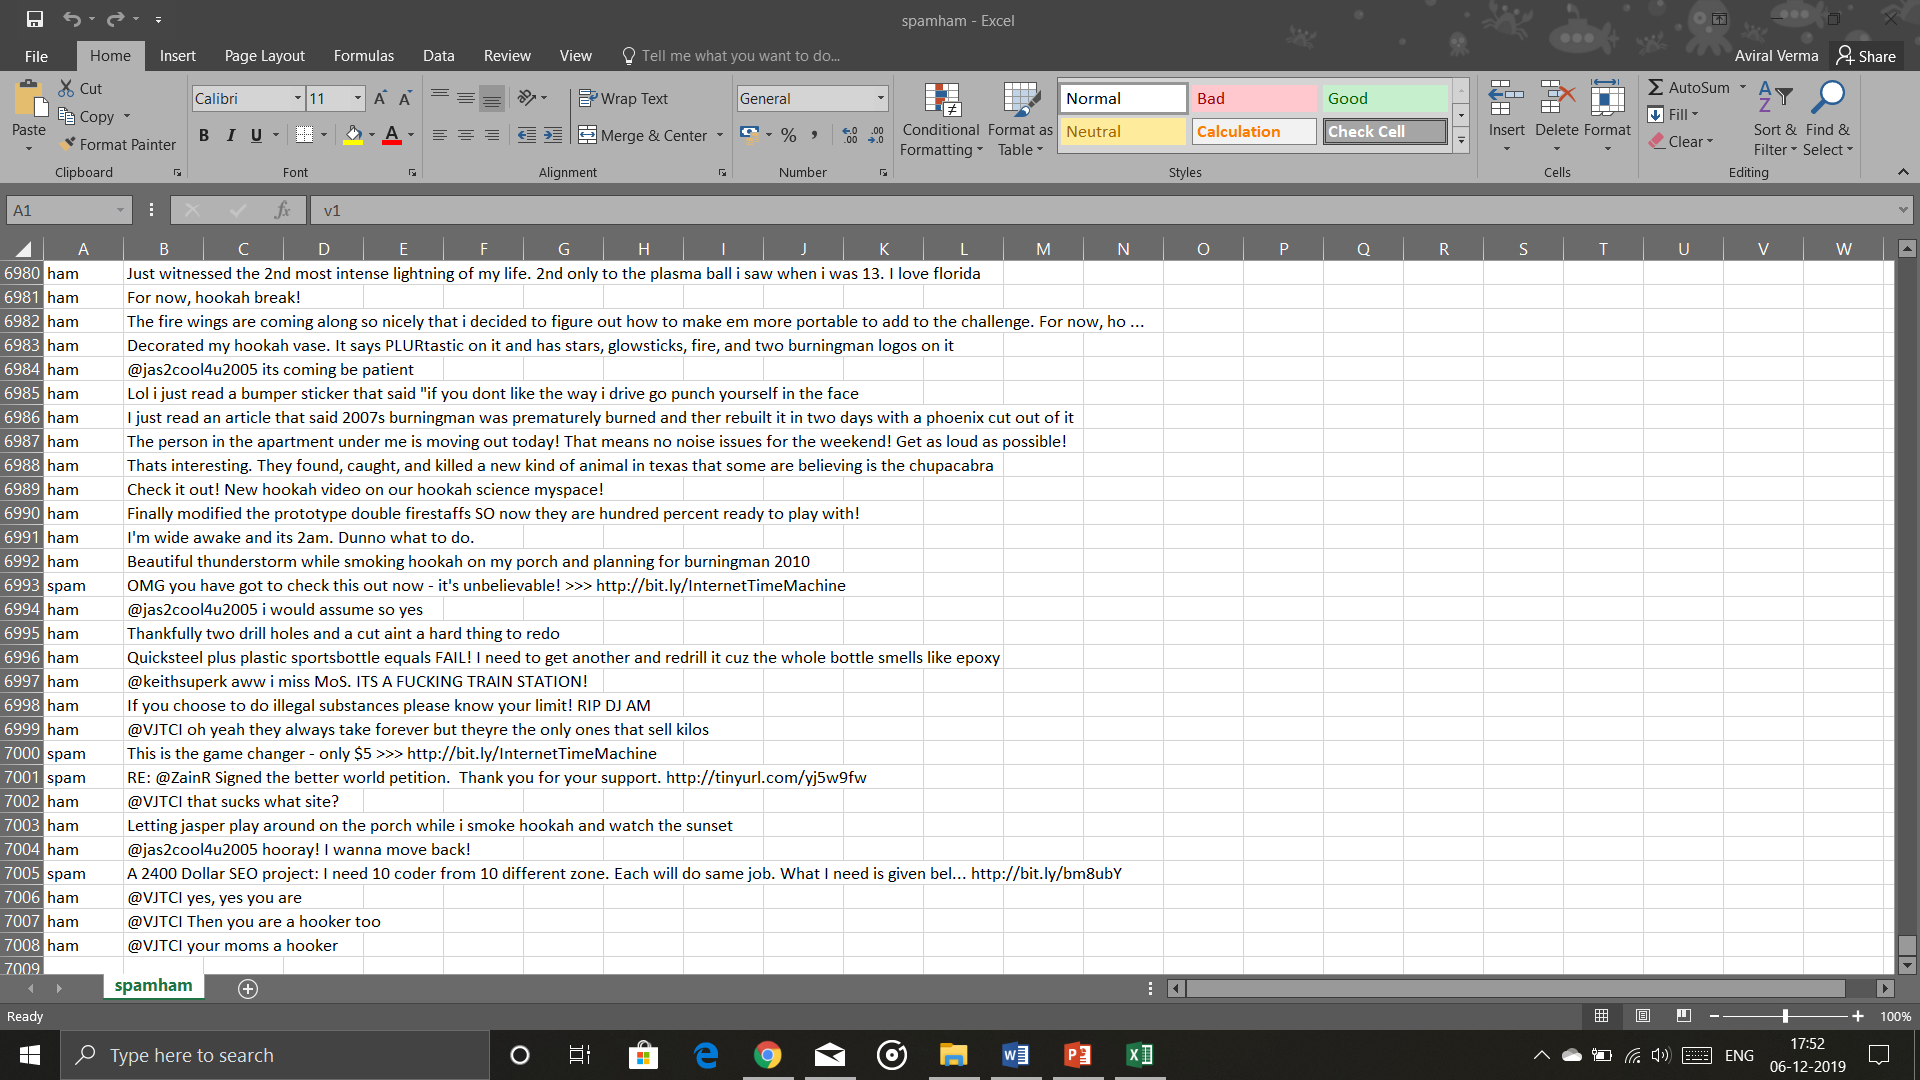 spamham - Excel
File Home Insert Page Layout Formulas Data Review View Tell me what you want to do... Aviral Verma Share
Paste Cut Copy Format Painter Clipboard
Calibri 11 B I U A A A Font
Wrap Text Merge & Center Alignment
General % , .00 Number
Conditional Formatting Format as Table
Normal Bad Good
Neutral Calculation Check Cell
Styles
Insert Delete Format Cells
AutoSum Fill Clear Sort & Filter Find & Select Editing
A1 fx v1
A B C D E F G H I J K L M N O P Q R S T U V W
6980 ham Just witnessed the 2nd most intense lightning of my life. 2nd only to the plasma ball i saw when i was 13. I love florida
6981 ham For now, hookah break!
6982 ham The fire wings are coming along so nicely that i decided to figure out how to make em more portable to add to the challenge. For now, ho ...
6983 ham Decorated my hookah vase. It says PLURtastic on it and has stars, glowsticks, fire, and two burningman logos on it
6984 ham @jas2cool4u2005 its coming be patient
6985 ham Lol i just read a bumper sticker that said "if you dont like the way i drive go punch yourself in the face
6986 ham I just read an article that said 2007s burningman was prematurely burned and ther rebuilt it in two days with a phoenix cut out of it
6987 ham The person in the apartment under me is moving out today! That means no noise issues for the weekend! Get as loud as possible!
6988 ham Thats interesting. They found, caught, and killed a new kind of animal in texas that some are believing is the chupacabra
6989 ham Check it out! New hookah video on our hookah science myspace!
6990 ham Finally modified the prototype double firestaffs SO now they are hundred percent ready to play with!
6991 ham I'm wide awake and its 2am. Dunno what to do.
6992 ham Beautiful thunderstorm while smoking hookah on my porch and planning for burningman 2010
6993 spam OMG you have got to check this out now - it's unbelievable! >>> http://bit.ly/InternetTimeMachine
6994 ham @jas2cool4u2005 i would assume so yes
6995 ham Thankfully two drill holes and a cut aint a hard thing to redo
6996 ham Quicksteel plus plastic sportsbottle equals FAIL! I need to get another and redrill it cuz the whole bottle smells like epoxy
6997 ham @keithsuperk aww i miss MoS. ITS A FUCKING TRAIN STATION!
6998 ham If you choose to do illegal substances please know your limit! RIP DJ AM
6999 ham @VJTCI oh yeah they always take forever but theyre the only ones that sell kilos
7000 spam This is the game changer - only $5 >>> http://bit.ly/InternetTimeMachine
7001 spam RE: @ZainR Signed the better world petition.  Thank you for your support. http://tinyurl.com/yj5w9fw
7002 ham @VJTCI that sucks what site?
7003 ham Letting jasper play around on the porch while i smoke hookah and watch the sunset
7004 ham @jas2cool4u2005 hooray! I wanna move back!
7005 spam A 2400 Dollar SEO project: I need 10 coder from 10 different zone. Each will do same job. What I need is given bel... http://bit.ly/bm8ubY
7006 ham @VJTCI yes, yes you are
7007 ham @VJTCI Then you are a hooker too
7008 ham @VJTCI your moms a hooker
7009
spamham
Ready 100%
Type here to search ENG 17:52
06-12-2019